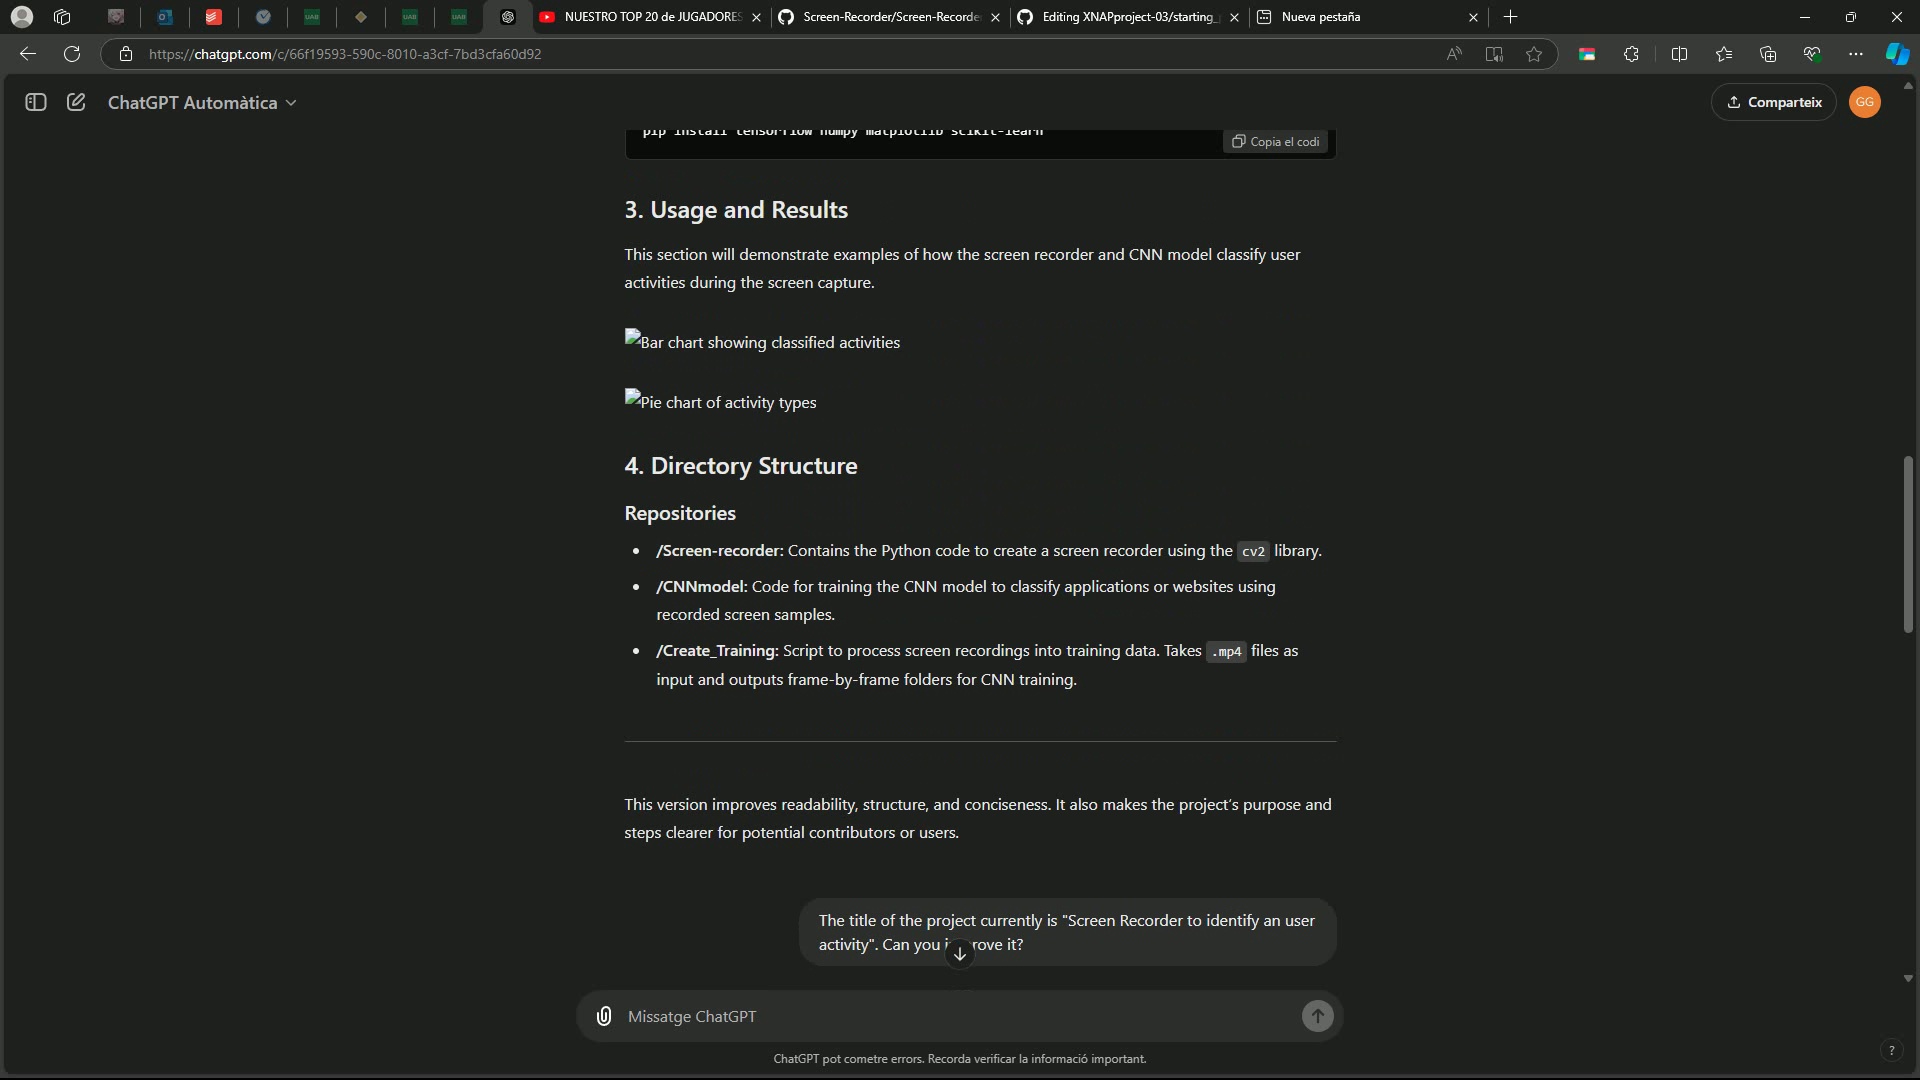 NUESTRO TOP 20 de JUGADORES
Screen-Recorder/Screen-Recorde
Editing XNAPproject-03/starting_
Nueva pestaña
https://chatgpt.com/c/66f19593-590c-8010-a3cf-7bd3cfa60d92
ChatGPT Automàtica
Comparteix
GG
pip install tensorflow numpy matplotlib scikit-learn
Copia el codi
3. Usage and Results
This section will demonstrate examples of how the screen recorder and CNN model classify user
activities during the screen capture.
Bar chart showing classified activities
Pie chart of activity types
4. Directory Structure
Repositories
• /Screen-recorder: Contains the Python code to create a screen recorder using the cv2 library.
• /CNNmodel: Code for training the CNN model to classify applications or websites using
recorded screen samples.
• /Create_Training: Script to process screen recordings into training data. Takes .mp4 files as
input and outputs frame-by-frame folders for CNN training.
This version improves readability, structure, and conciseness. It also makes the project's purpose and
steps clearer for potential contributors or users.
The title of the project currently is "Screen Recorder to identify an user
activity". Can you rove it?
Missatge ChatGPT
ChatGPT pot cometre errors. Recorda verificar la informació important.
?